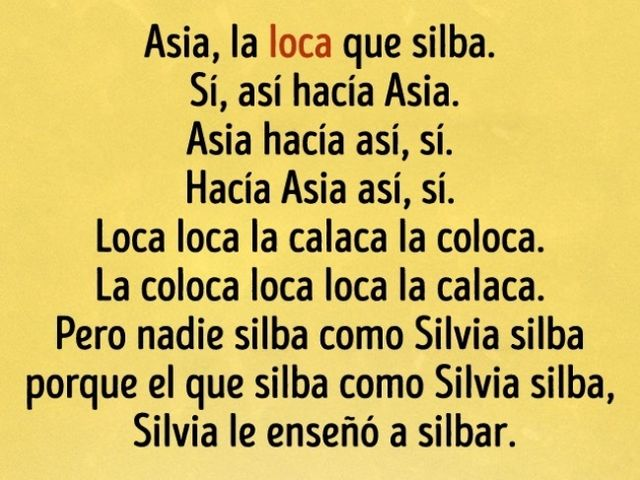 Asia, la loca que silba.
Sí, así hacía Asia.
Asia hacía así, sí.
Hacía Asia así, sí.
Loca loca la calaca la coloca.
La coloca loca loca la calaca.
Pero nadie silba como Silvia silba
porque el que silba como Silvia silba,
Silvia le enseñó a silbar.